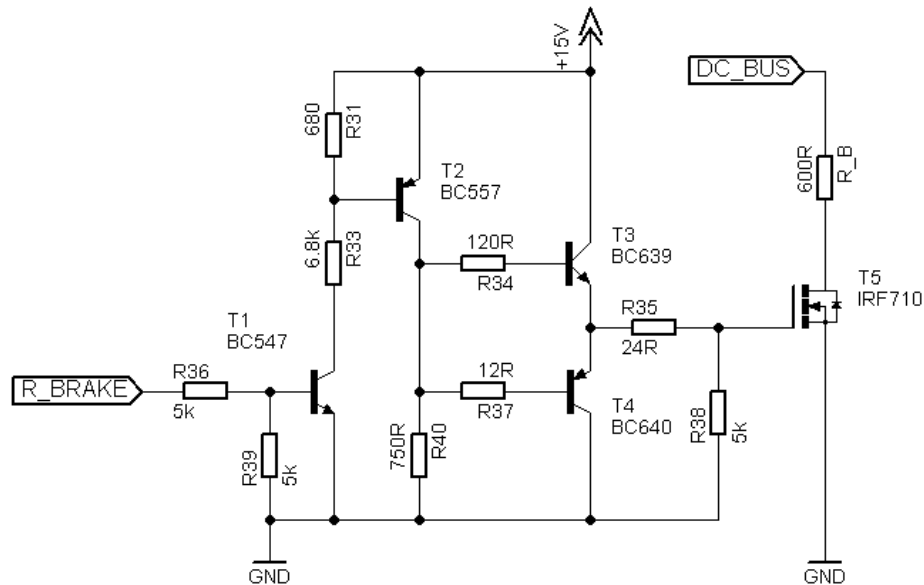 +15V
DC_BUS
680
R31
T2
BC557
600R
R_B
6.8k
R33
120R
R34
T3
BC639
T5
IRF710
T1
BC547
R35
24R
R_BRAKE
R36
5k
12R
R37
T4
BC640
R38
5k
R39
5k
750R
R40
GND
GND